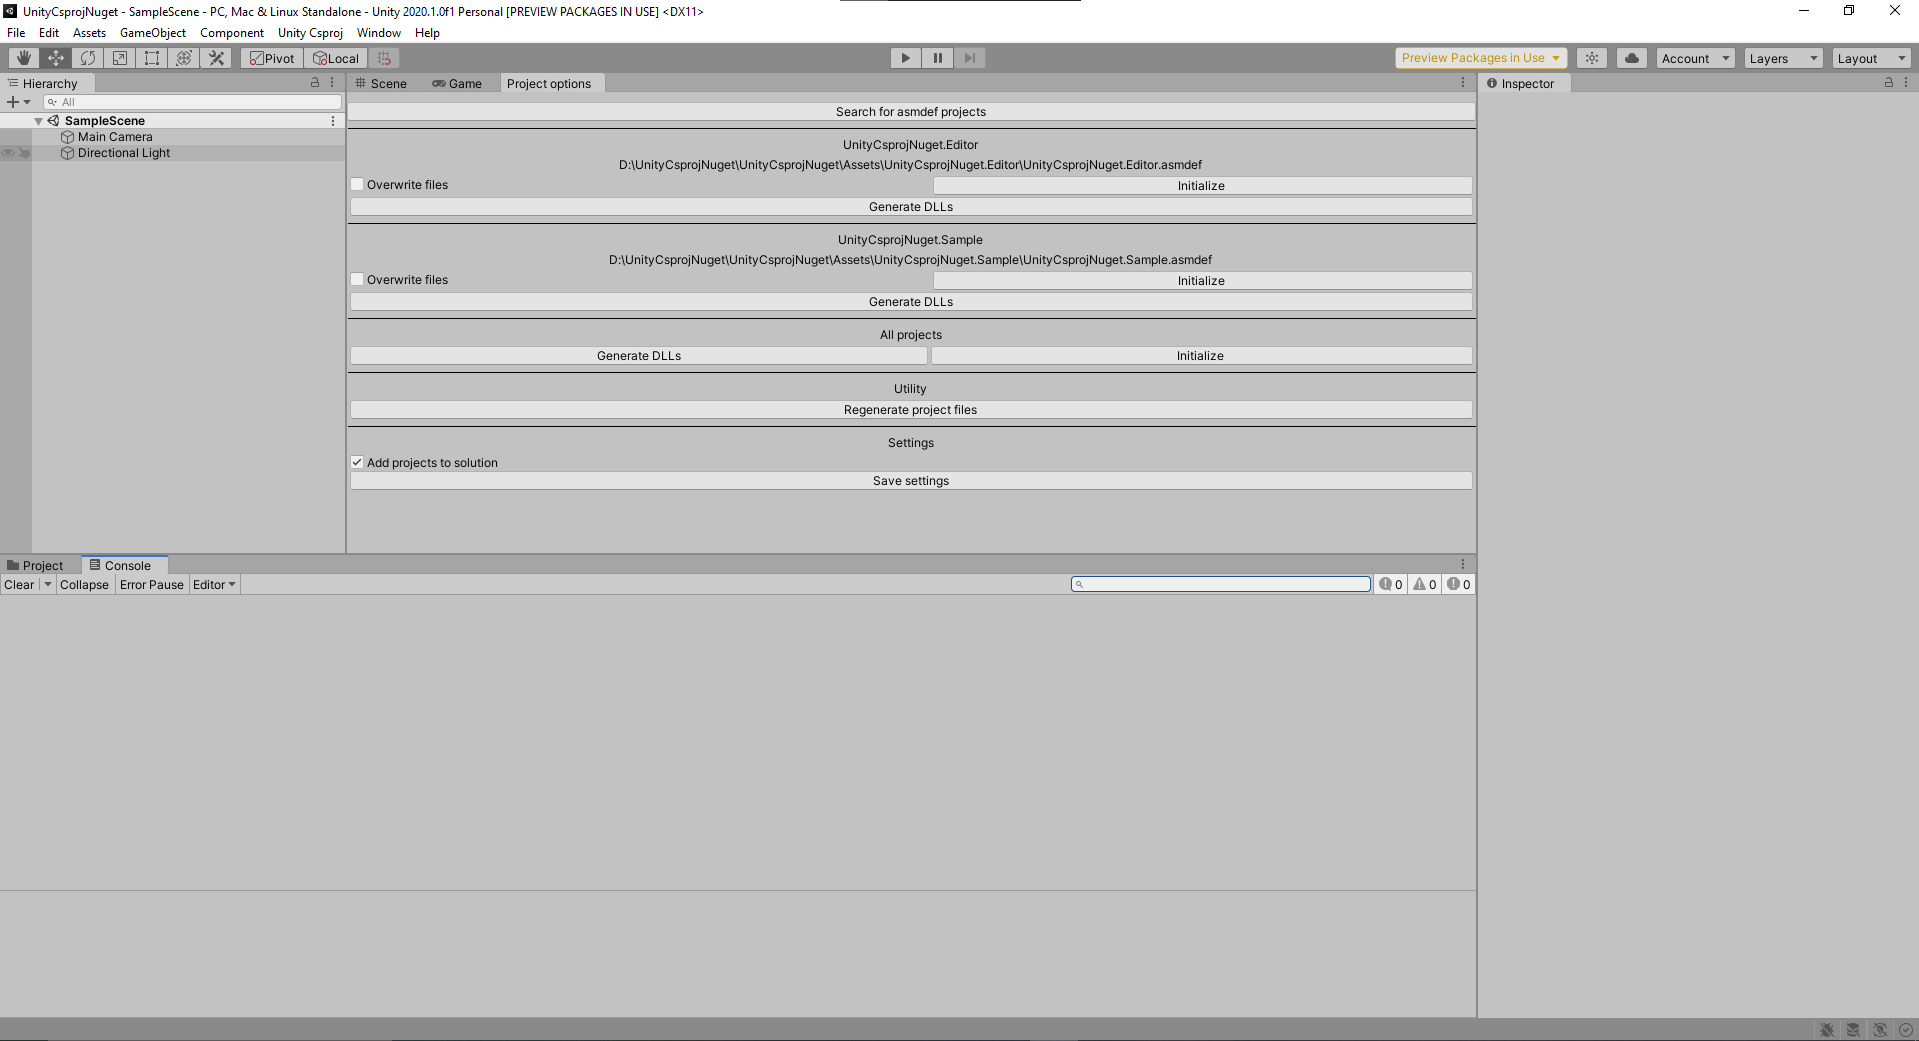 UnityCsprojNuget - SampleScene - PC, Mac & Linux Standalone - Unity 2020.1.0f1 Personal [PREVIEW PACKAGES IN USE] <DX11>
File Edit Assets GameObject Component Unity Csproj Window Help
Pivot Local Preview Packages in Use Account Layers Layout
Hierarchy
All
SampleScene
Main Camera
Directional Light
Scene Game Project options
Search for asmdef projects
UnityCsprojNuget.Editor
D:\UnityCsprojNuget\UnityCsprojNuget\Assets\UnityCsprojNuget.Editor\UnityCsprojNuget.Editor.asmdef
Overwrite files Initialize
Generate DLLs
UnityCsprojNuget.Sample
D:\UnityCsprojNuget\UnityCsprojNuget\Assets\UnityCsprojNuget.Sample\UnityCsprojNuget.Sample.asmdef
Overwrite files Initialize
Generate DLLs
All projects
Generate DLLs Initialize
Utility
Regenerate project files
Settings
Add projects to solution
Save settings
Inspector
Project Console
Clear Collapse Error Pause Editor 0 0 0